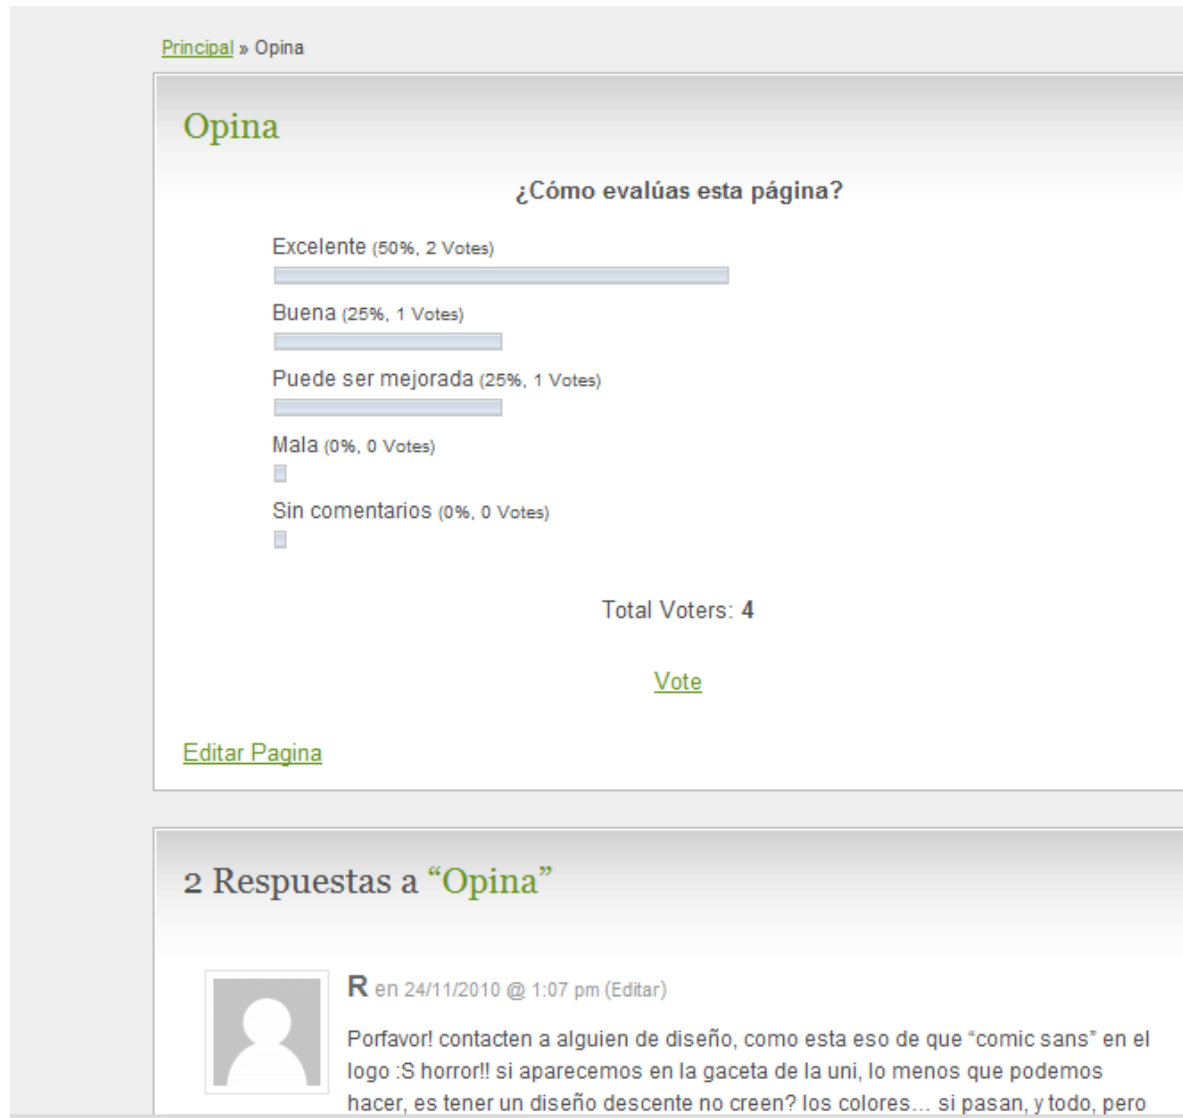 Principal » Opina
Opina
¿Cómo evalúas esta página?
Excelente (50%, 2 Votes)
Buena (25%, 1 Votes)
Puede ser mejorada (25%, 1 Votes)
Mala (0%, 0 Votes)
Sin comentarios (0%, 0 Votes)
Total Voters: 4
Vote
Editar Pagina
2 Respuestas a “Opina”
R en 24/11/2010 @ 1:07 pm (Editar)
Porfavor! contacten a alguien de diseño, como esta eso de que “comic sans” en el
logo :S horror!! si aparecemos en la gaceta de la uni, lo menos que podemos
hacer, es tener un diseño descente no creen? los colores... si pasan, y todo, pero